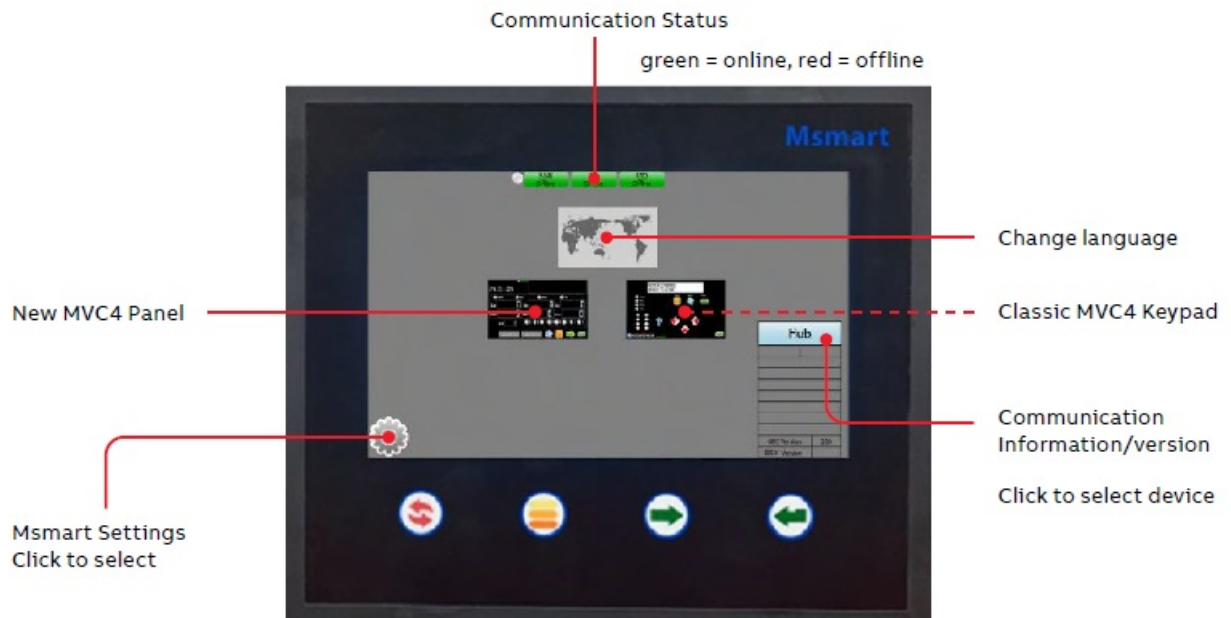 Communication Status
green = online, red = offline
Msmart
Change language
New MVC4 Panel
Classic MVC4 Keypad
Hub
Communication
Information/version
Click to select device
Msmart Settings
Click to select